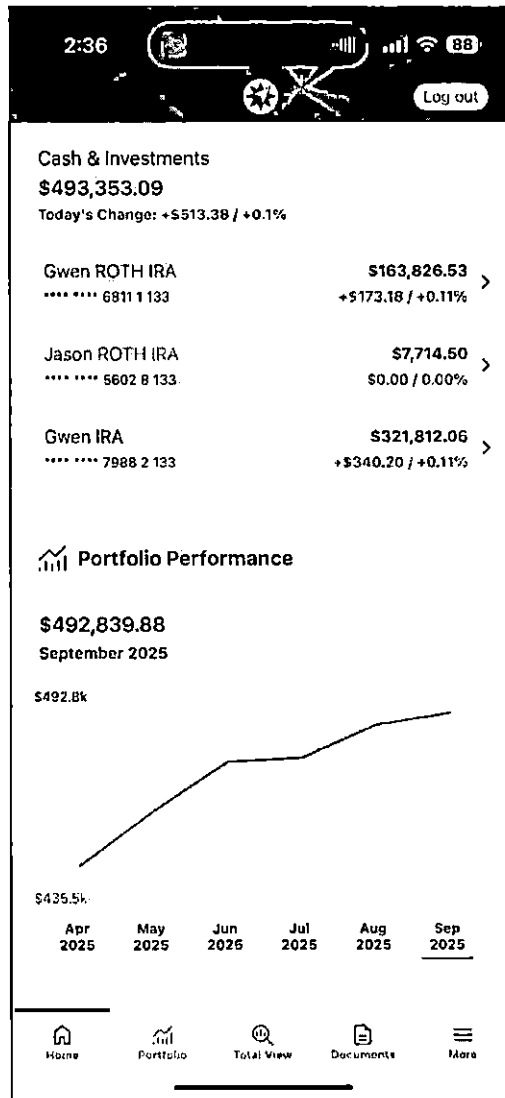 2:36
88
Log out
Cash & Investments
$493,353.09
Today's Change: +$513.38 / +0.1%
Gwen ROTH IRA
$163,826.53
•••• •••• 6811 1 133
+$173.18 / +0.11%
Jason ROTH IRA
$7,714.50
•••• •••• 5602 8 133
$0.00 / 0.00%
Gwen IRA
$321,812.06
•••• •••• 7988 2 133
+$340.20 / +0.11%
Portfolio Performance
$492,839.88
September 2025
$492.8k
$435.5k
Apr May Jun Jul Aug Sep
2025 2025 2025 2025 2025 2025
Home Portfolio Total View Documents More